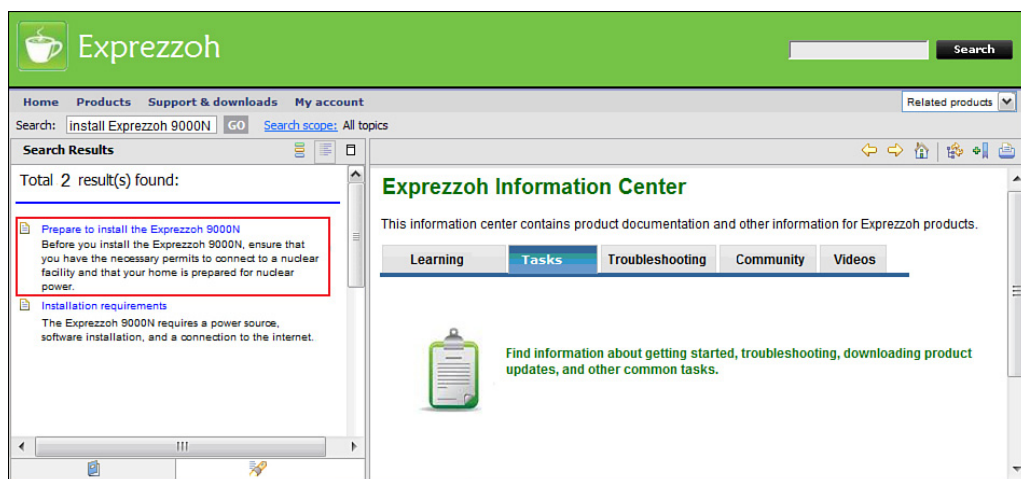 Exprezzoh
Search
Home Products Support & downloads My account
Related products
Search: install Exprezzoh 9000N GO Search scope: All topics
Search Results
Total 2 result(s) found:
Prepare to install the Exprezzoh 9000N
Before you install the Exprezzoh 9000N, ensure that
you have the necessary permits to connect to a nuclear
facility and that your home is prepared for nuclear
power.
Installation requirements
The Exprezzoh 9000N requires a power source,
software installation, and a connection to the internet.
Exprezzoh Information Center
This information center contains product documentation and other information for Exprezzoh products.
Learning Tasks Troubleshooting Community Videos
Find information about getting started, troubleshooting, downloading product
updates, and other common tasks.